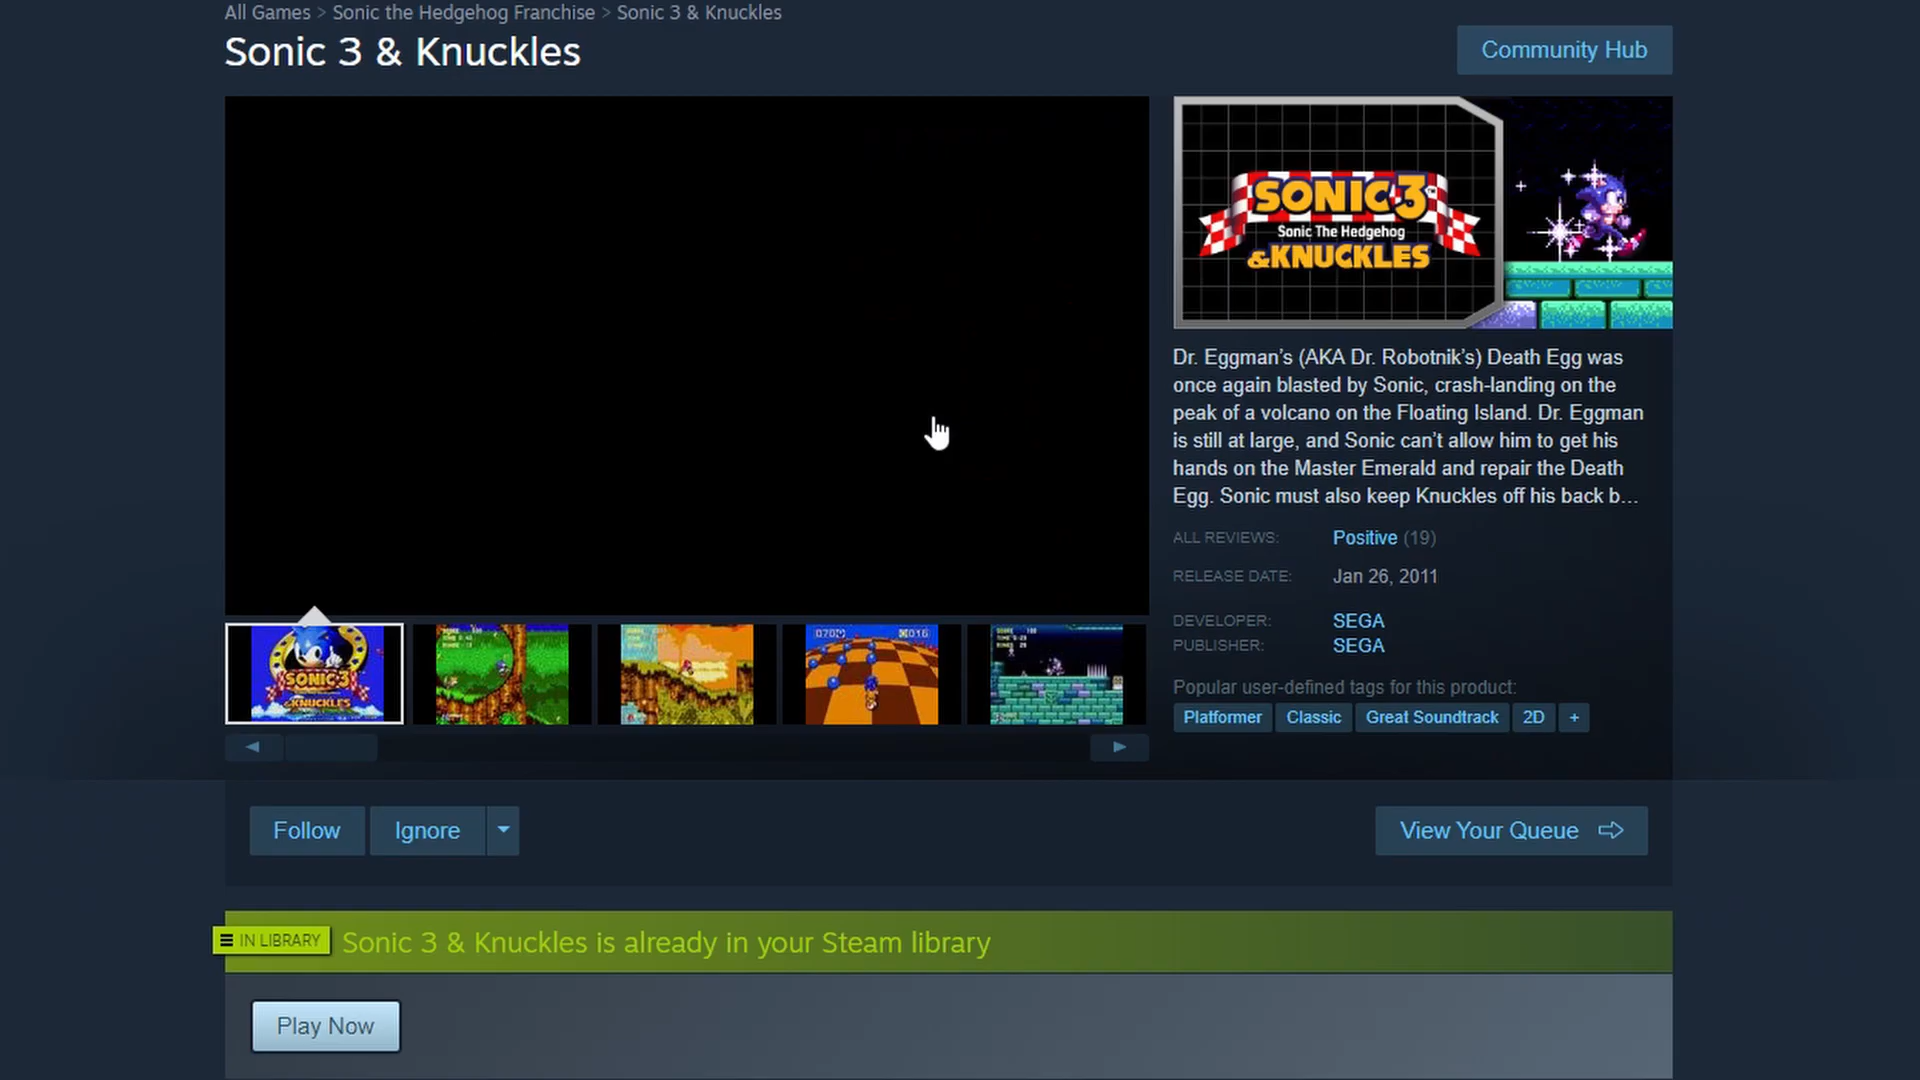 All Games > Sonic the Hedgehog Franchise > Sonic 3 & Knuckles
Sonic 3 & Knuckles
Community Hub
SONIC 3
Sonic The Hedgehog
&KNUCKLES
Dr. Eggman’s (AKA Dr. Robotnik’s) Death Egg was
once again blasted by Sonic, crash-landing on the
peak of a volcano on the Floating Island. Dr. Eggman
is still at large, and Sonic can’t allow him to get his
hands on the Master Emerald and repair the Death
Egg. Sonic must also keep Knuckles off his back b...
ALL REVIEWS: Positive (19)
RELEASE DATE: Jan 26, 2011
DEVELOPER: SEGA
PUBLISHER: SEGA
Popular user-defined tags for this product:
Platformer Classic Great Soundtrack 2D +
SONIC 3
&KNUCKLES
Follow Ignore
View Your Queue
IN LIBRARY Sonic 3 & Knuckles is already in your Steam library
Play Now